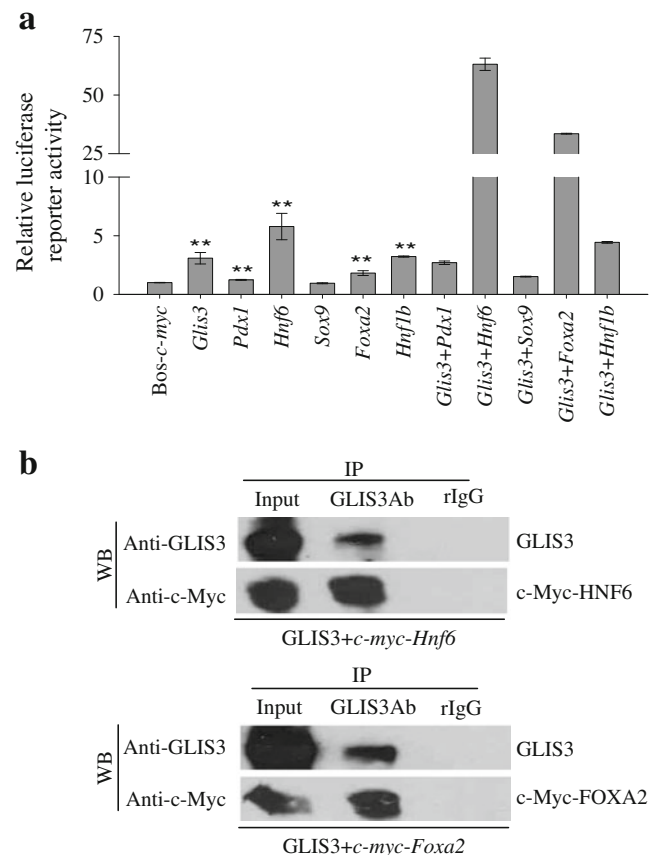 a
Relative luciferase
reporter activity
75
50
25
10
5
0
**
**
**
**
**
Bos-c-myc
Glis3
Pdx1
Hnf6
Sox9
Foxa2
Hnf1b
Glis3+Pdx1
Glis3+Hnf6
Glis3+Sox9
Glis3+Foxa2
Glis3+Hnf1b
b
IP
Input GLIS3Ab rIgG
WB
Anti-GLIS3 GLIS3
Anti-c-Myc c-Myc-HNF6
GLIS3+c-myc-Hnf6
IP
Input GLIS3Ab rIgG
WB
Anti-GLIS3 GLIS3
Anti-c-Myc c-Myc-FOXA2
GLIS3+c-myc-Foxa2